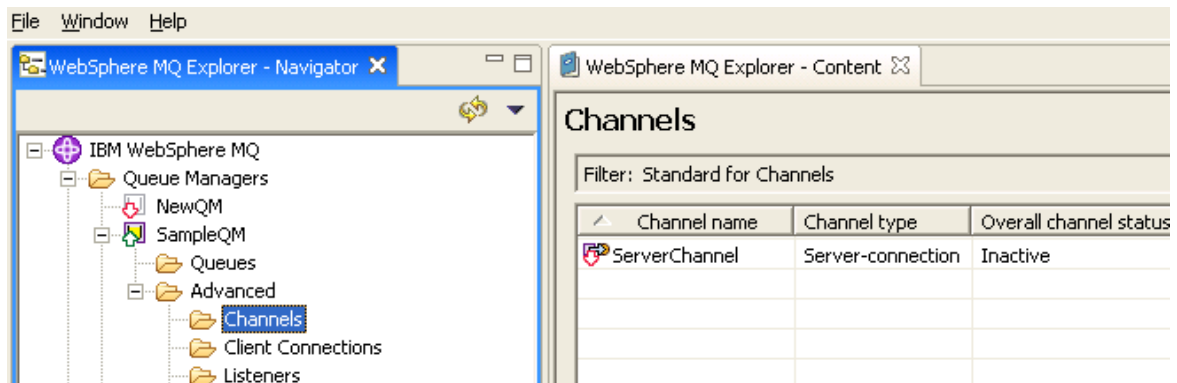 File Window Help
WebSphere MQ Explorer - Navigator
WebSphere MQ Explorer - Content
Channels
IBM WebSphere MQ
Queue Managers
NewQM
SampleQM
Queues
Advanced
Channels
Client Connections
Listeners
Filter: Standard for Channels
Channel name Channel type Overall channel status
ServerChannel Server-connection Inactive